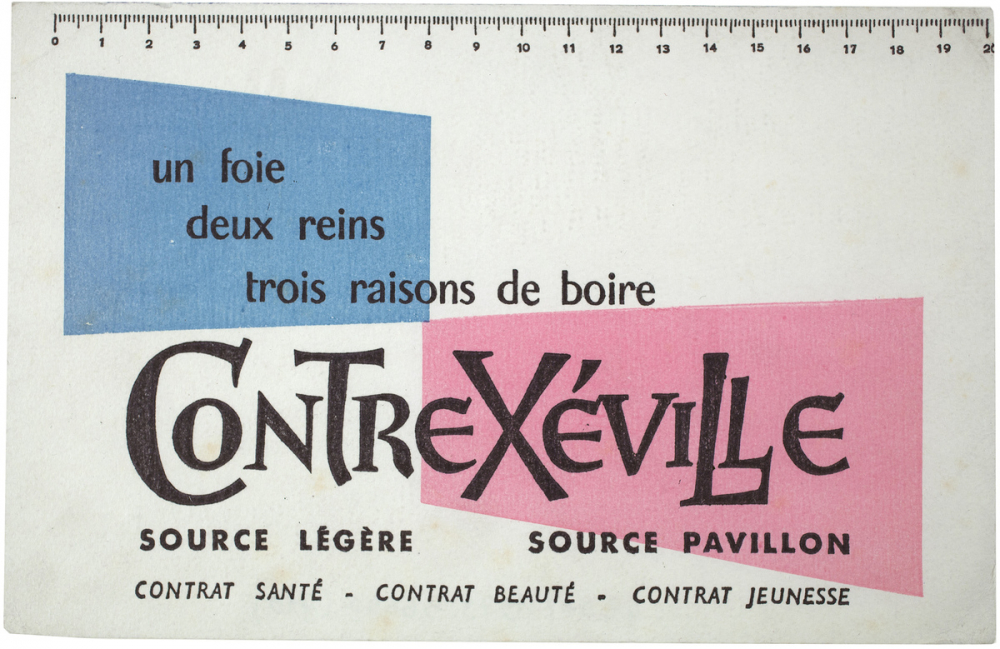 0 1 2 3 4 5 6 7 8 9 10 11 12 13 14 15 16 17 18 19 20
un foie
deux reins
trois raisons de boire
CONTREXÉVILLE
SOURCE LÉGÈRE SOURCE PAVILLON
CONTRAT SANTÉ - CONTRAT BEAUTÉ - CONTRAT JEUNESSE